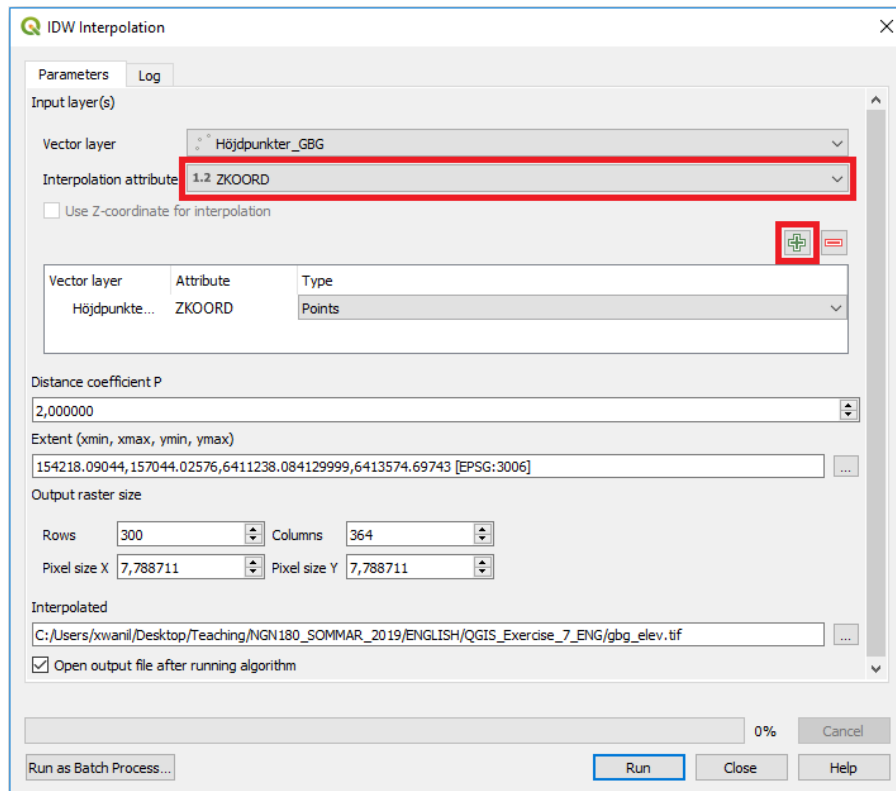 IDW Interpolation
Parameters Log
Input layer(s)
Vector layer Höjdpunkter_GBG
Interpolation attribute 1.2 ZKOORD
Use Z-coordinate for interpolation
Vector layer Attribute Type
Höjdpunkte... ZKOORD Points
Distance coefficient P
2,000000
Extent (xmin, xmax, ymin, ymax)
154218.09044,157044.02576,6411238.084129999,6413574.69743 [EPSG:3006]
...
Output raster size
Rows 300 Columns 364
Pixel size X 7,788711 Pixel size Y 7,788711
Interpolated
C:/Users/xwanil/Desktop/Teaching/NGN180_SOMMAR_2019/ENGLISH/QGIS_Exercise_7_ENG/gbg_elev.tif
...
Open output file after running algorithm
0% Cancel
Run as Batch Process... Run Close Help